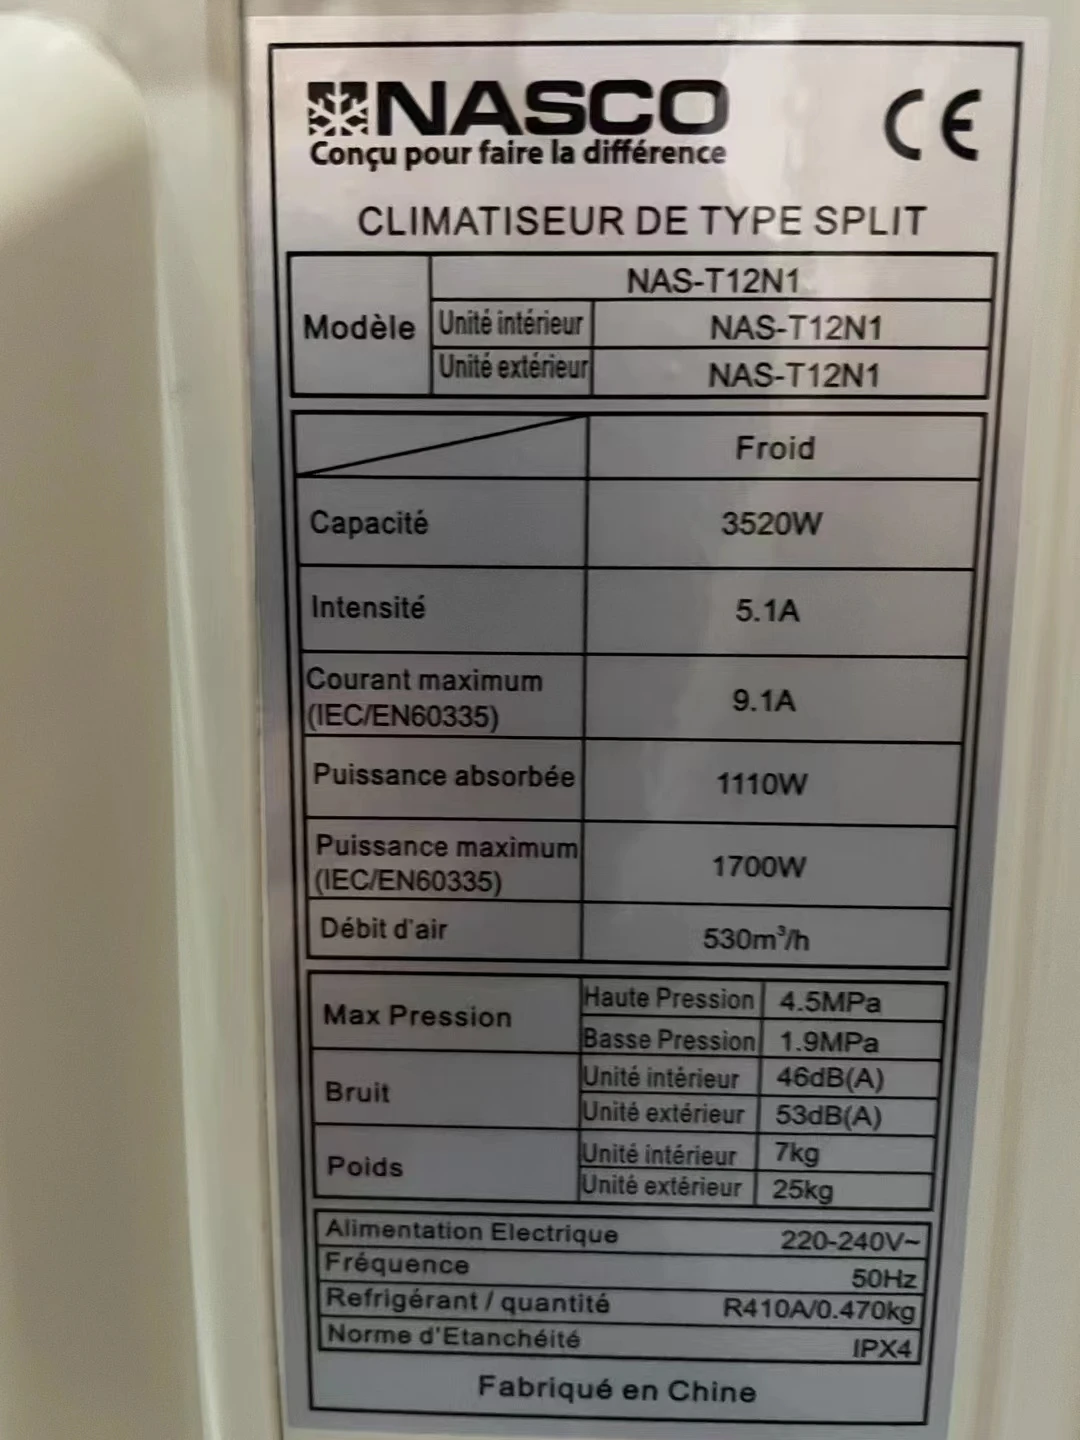 NASCO
Conçu pour faire la différence
CE
CLIMATISEUR DE TYPE SPLIT
Modèle NAS-T12N1
Unité intérieur NAS-T12N1
Unité extérieur NAS-T12N1
Froid
Capacité 3520W
Intensité 5.1A
Courant maximum
(IEC/EN60335) 9.1A
Puissance absorbée 1110W
Puissance maximum
(IEC/EN60335) 1700W
Débit d'air 530m³/h
Max Pression Haute Pression 4.5MPa
Basse Pression 1.9MPa
Bruit Unité intérieur 46dB(A)
Unité extérieur 53dB(A)
Poids Unité intérieur 7kg
Unité extérieur 25kg
Alimentation Electrique 220-240V~
Fréquence 50Hz
Refrigérant / quantité R410A/0.470kg
Norme d'Etanchéité IPX4
Fabriqué en Chine